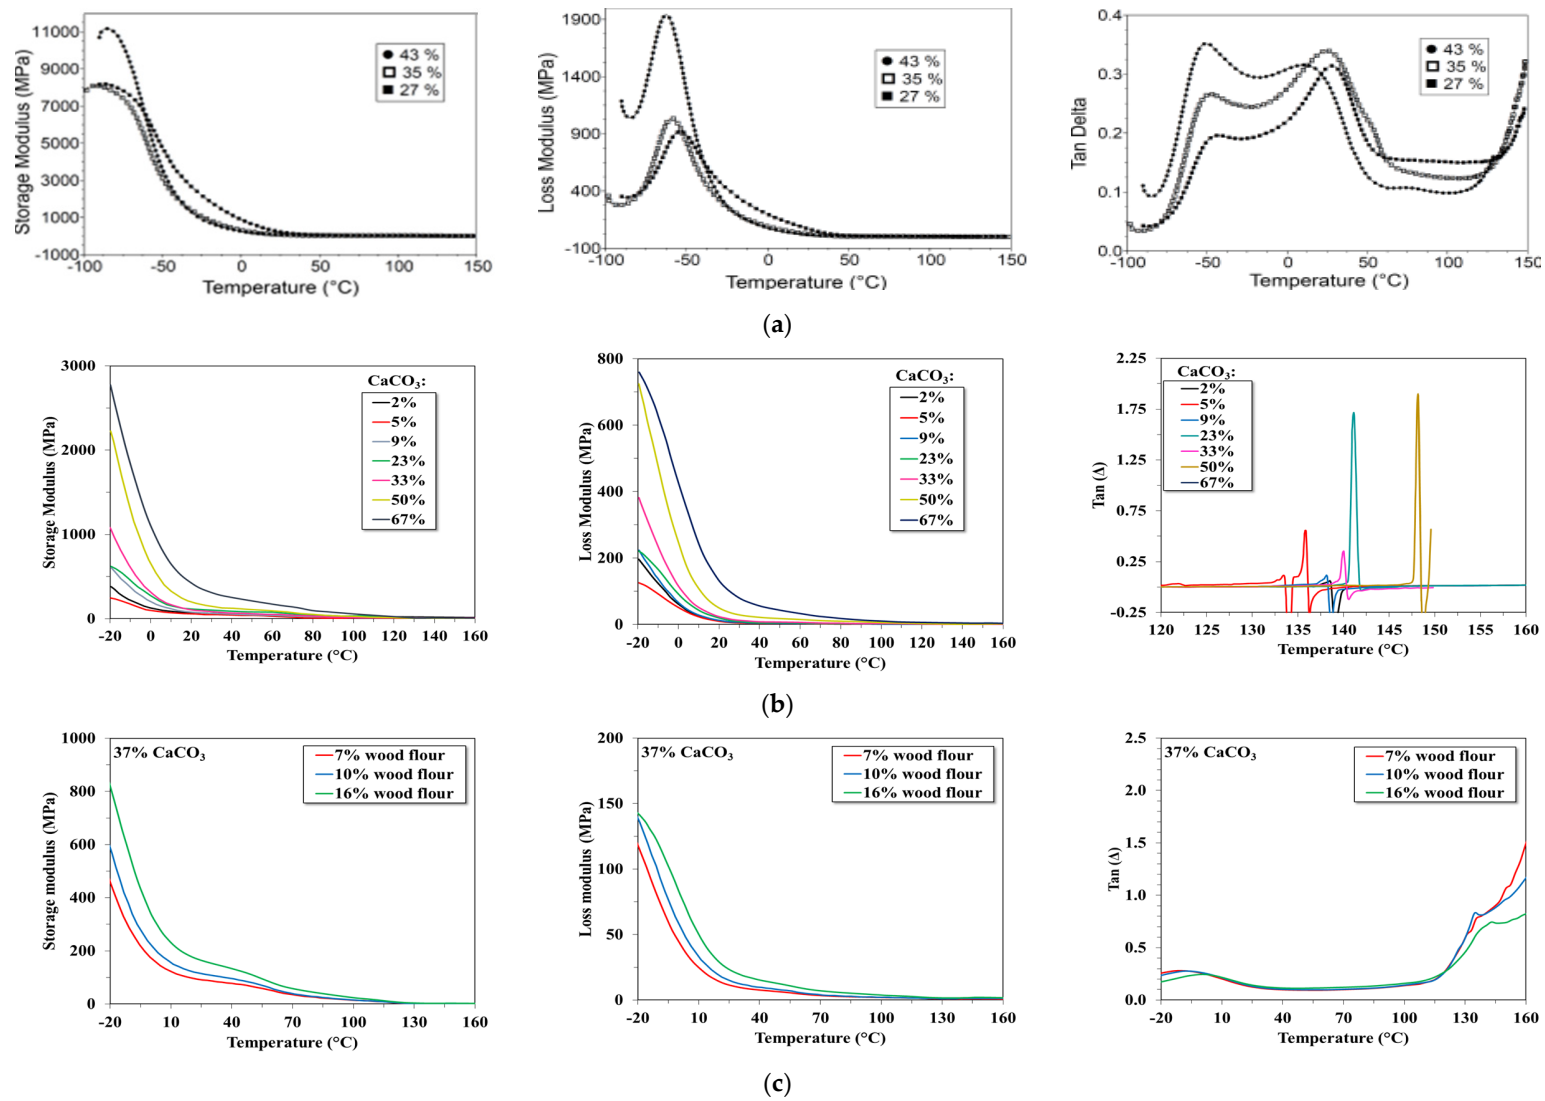 11000
9000
7000
5000
3000
1000
-1000
Storage Modulus (MPa)
43 %
35 %
27 %
-100 -50 0 50 100 150
Temperature (°C)
1900
1400
900
400
-100
Loss Modulus (MPa)
43 %
35 %
27 %
-100 -50 0 50 100 150
Temperature (°C)
0.4
0.3
0.2
0.1
0.0
Tan Delta
43 %
35 %
27 %
-100 -50 0 50 100 150
Temperature (°C)
(a)
3000
2000
1000
0
Storage Modulus (MPa)
CaCO₃:
2%
5%
9%
23%
33%
50%
67%
-20 0 20 40 60 80 100 120 140 160
Temperature (°C)
800
600
400
200
0
Loss Modulus (MPa)
CaCO₃:
2%
5%
9%
23%
33%
50%
67%
-20 0 20 40 60 80 100 120 140 160
Temperature (°C)
2.25
1.75
1.25
0.75
0.25
-0.25
Tan (Δ)
CaCO₃:
2%
5%
9%
23%
33%
50%
67%
120 125 130 135 140 145 150 155 160
Temperature (°C)
(b)
1000
800
600
400
200
0
Storage modulus (MPa)
37% CaCO₃
7% wood flour
10% wood flour
16% wood flour
-20 10 40 70 100 130 160
Temperature (°C)
200
150
100
50
0
Loss modulus (MPa)
37% CaCO₃
7% wood flour
10% wood flour
16% wood flour
-20 10 40 70 100 130 160
Temperature (°C)
2.5
2.0
1.5
1.0
0.5
0.0
Tan (Δ)
37% CaCO₃
7% wood flour
10% wood flour
16% wood flour
-20 10 40 70 100 130 160
Temperature (°C)
(c)